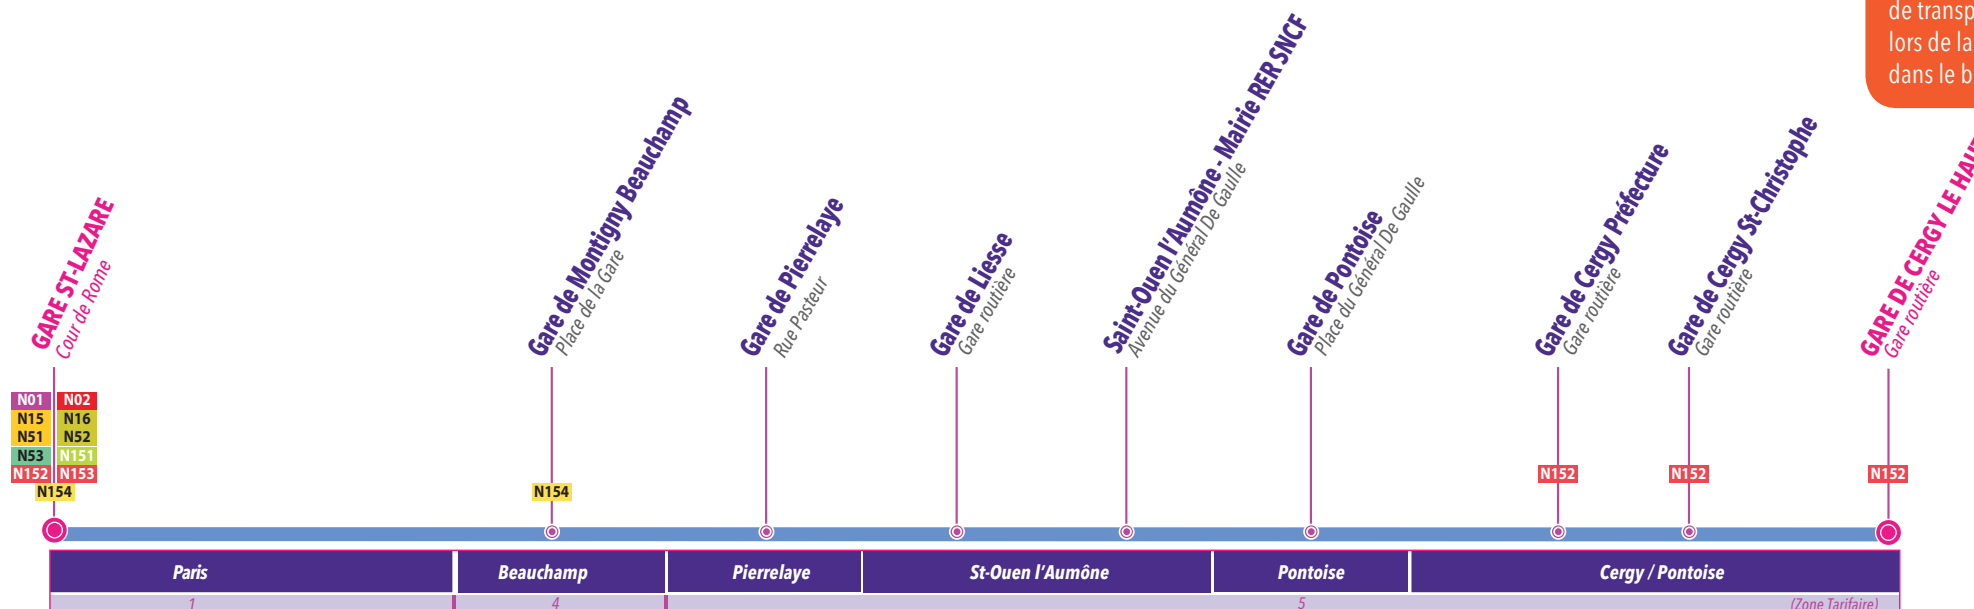 de transp
lors de la
dans le b
GARE ST-LAZARE
Cour de Rome
Gare de Montigny Beauchamp
Place de la Gare
Gare de Pierrelaye
Rue Pasteur
Gare de Liesse
Gare routière
Saint-Ouen l'Aumône - Mairie RER SNCF
Avenue du Général De Gaulle
Gare de Pontoise
Place du Général De Gaulle
Gare de Cergy Préfecture
Gare routière
Gare de Cergy St-Christophe
Gare routière
GARE DE CERGY LE HAUT
Gare routière
N01 N02
N15 N16
N51 N52
N53 N151
N152 N153
N154
N154
N152
N152
N152
Paris Beauchamp Pierrelaye St-Ouen l'Aumône Pontoise Cergy / Pontoise
1 4 5 (Zone Tarifaire)